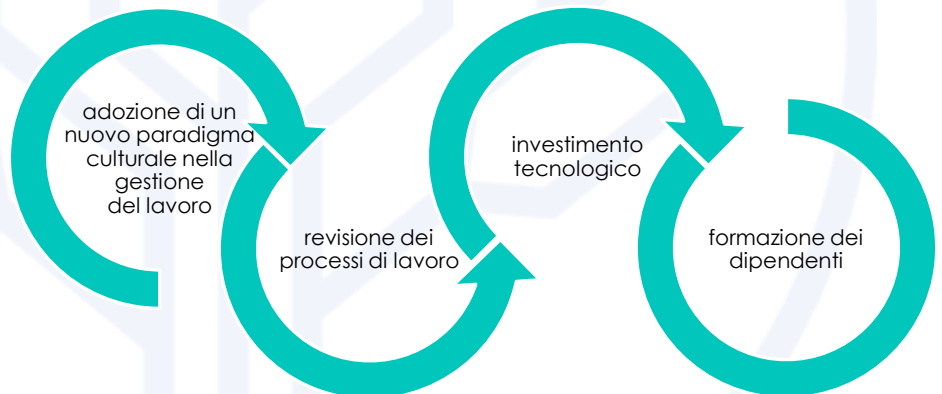 adozione di un
nuovo paradigma
culturale nella
gestione
del lavoro
revisione dei
processi di lavoro
investimento
tecnologico
formazione dei
dipendenti